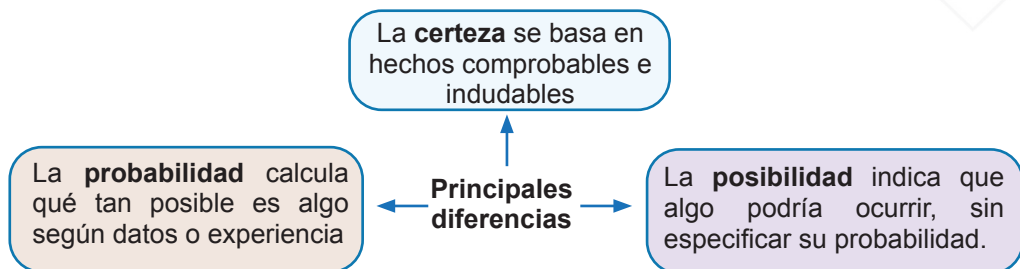 La certeza se basa en
hechos comprobables e
indudables
La probabilidad calcula
qué tan posible es algo
según datos o experiencia
Principales
diferencias
La posibilidad indica que
algo podría ocurrir, sin
especificar su probabilidad.